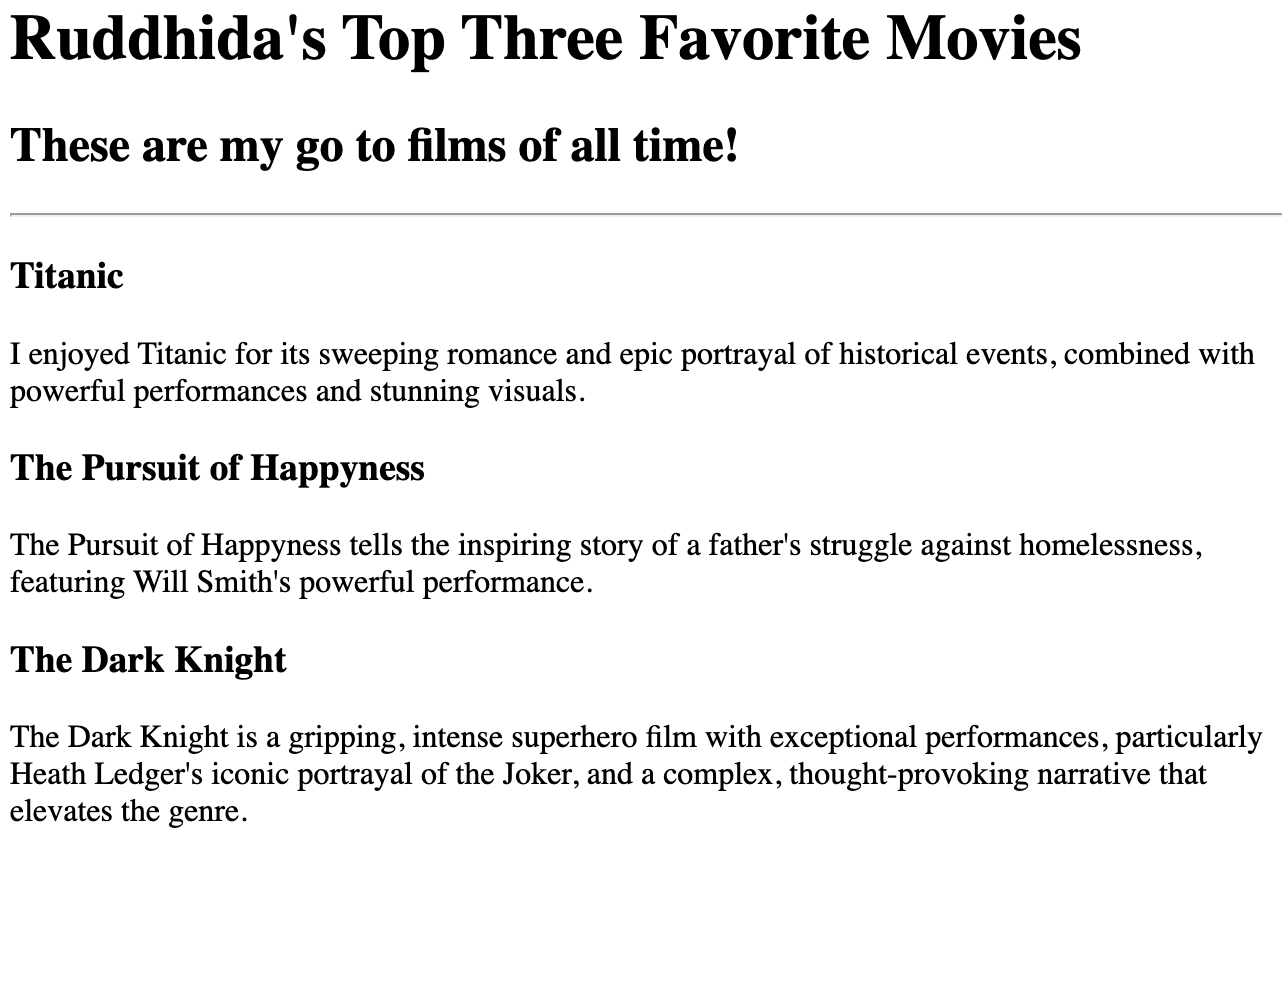 Ruddhida's Top Three Favorite Movies
These are my go to films of all time!
Titanic
I enjoyed Titanic for its sweeping romance and epic portrayal of historical events, combined with
powerful performances and stunning visuals.
The Pursuit of Happyness
The Pursuit of Happyness tells the inspiring story of a father's struggle against homelessness,
featuring Will Smith's powerful performance.
The Dark Knight
The Dark Knight is a gripping, intense superhero film with exceptional performances, particularly
Heath Ledger's iconic portrayal of the Joker, and a complex, thought-provoking narrative that
elevates the genre.